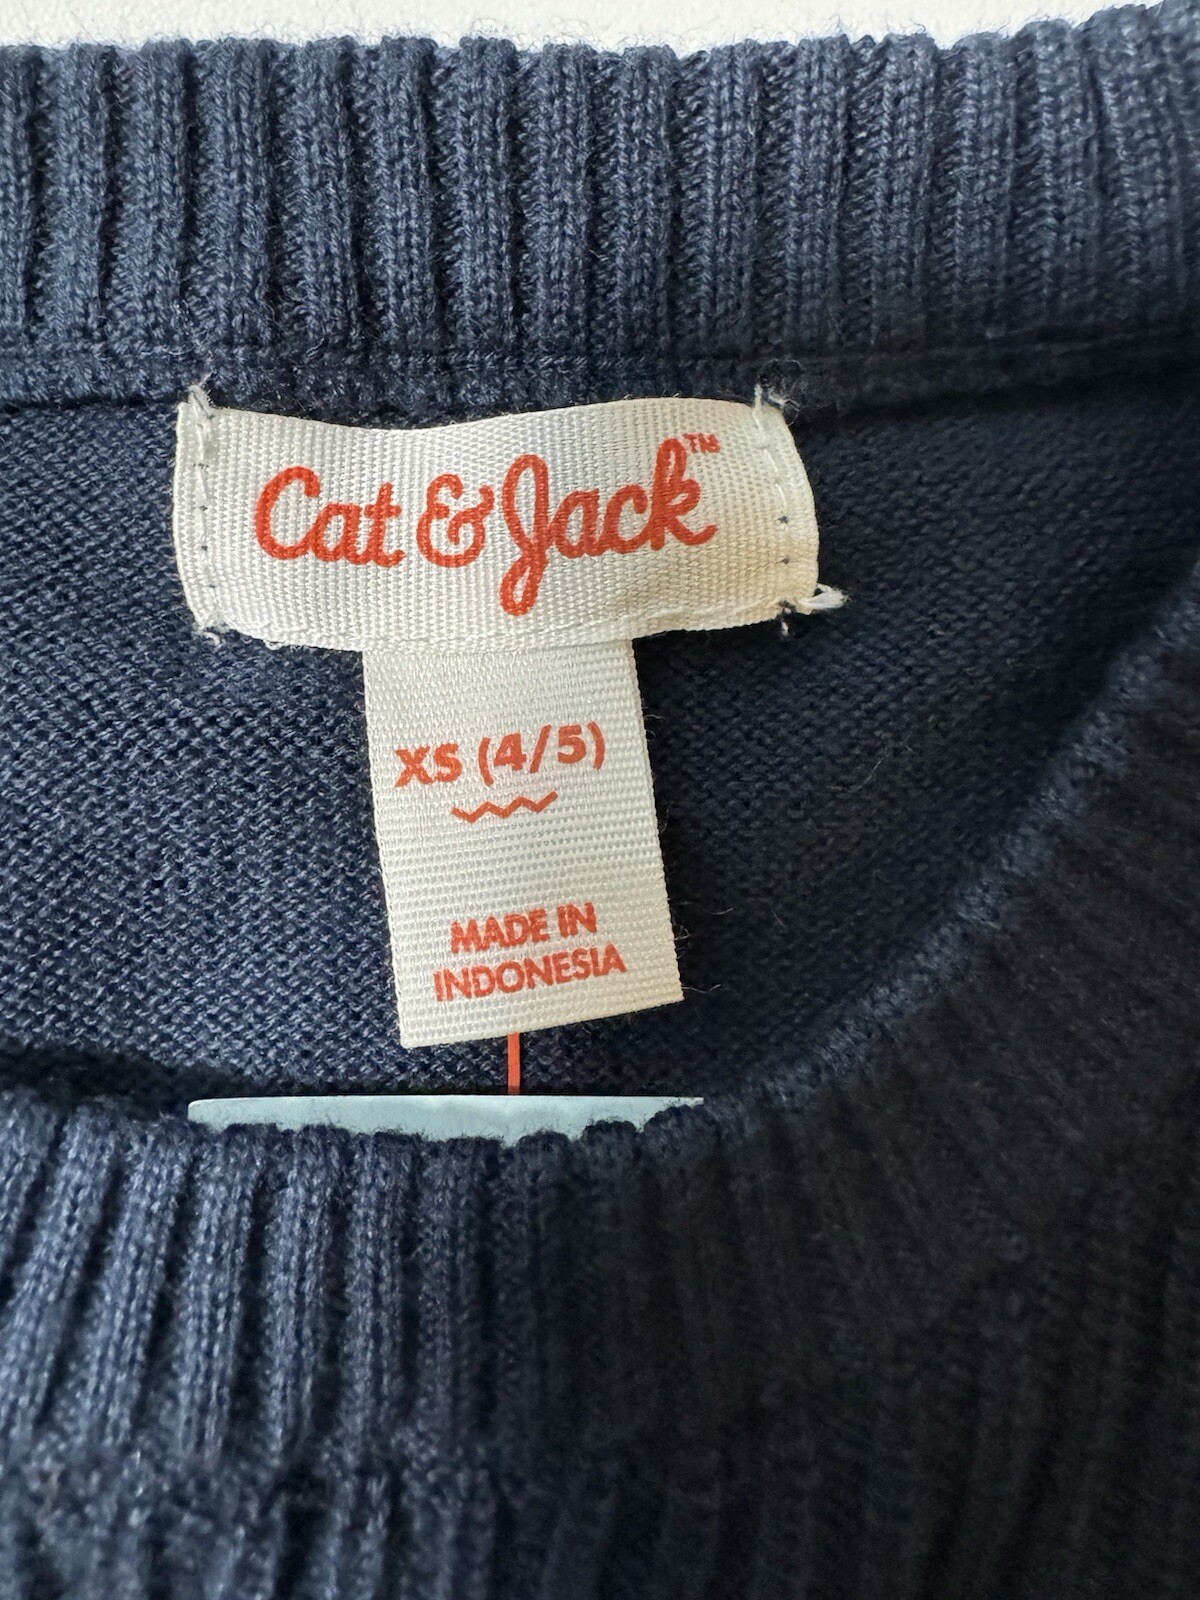 Cat & Jack™
XS (4/5)
MADE IN
INDONESIA